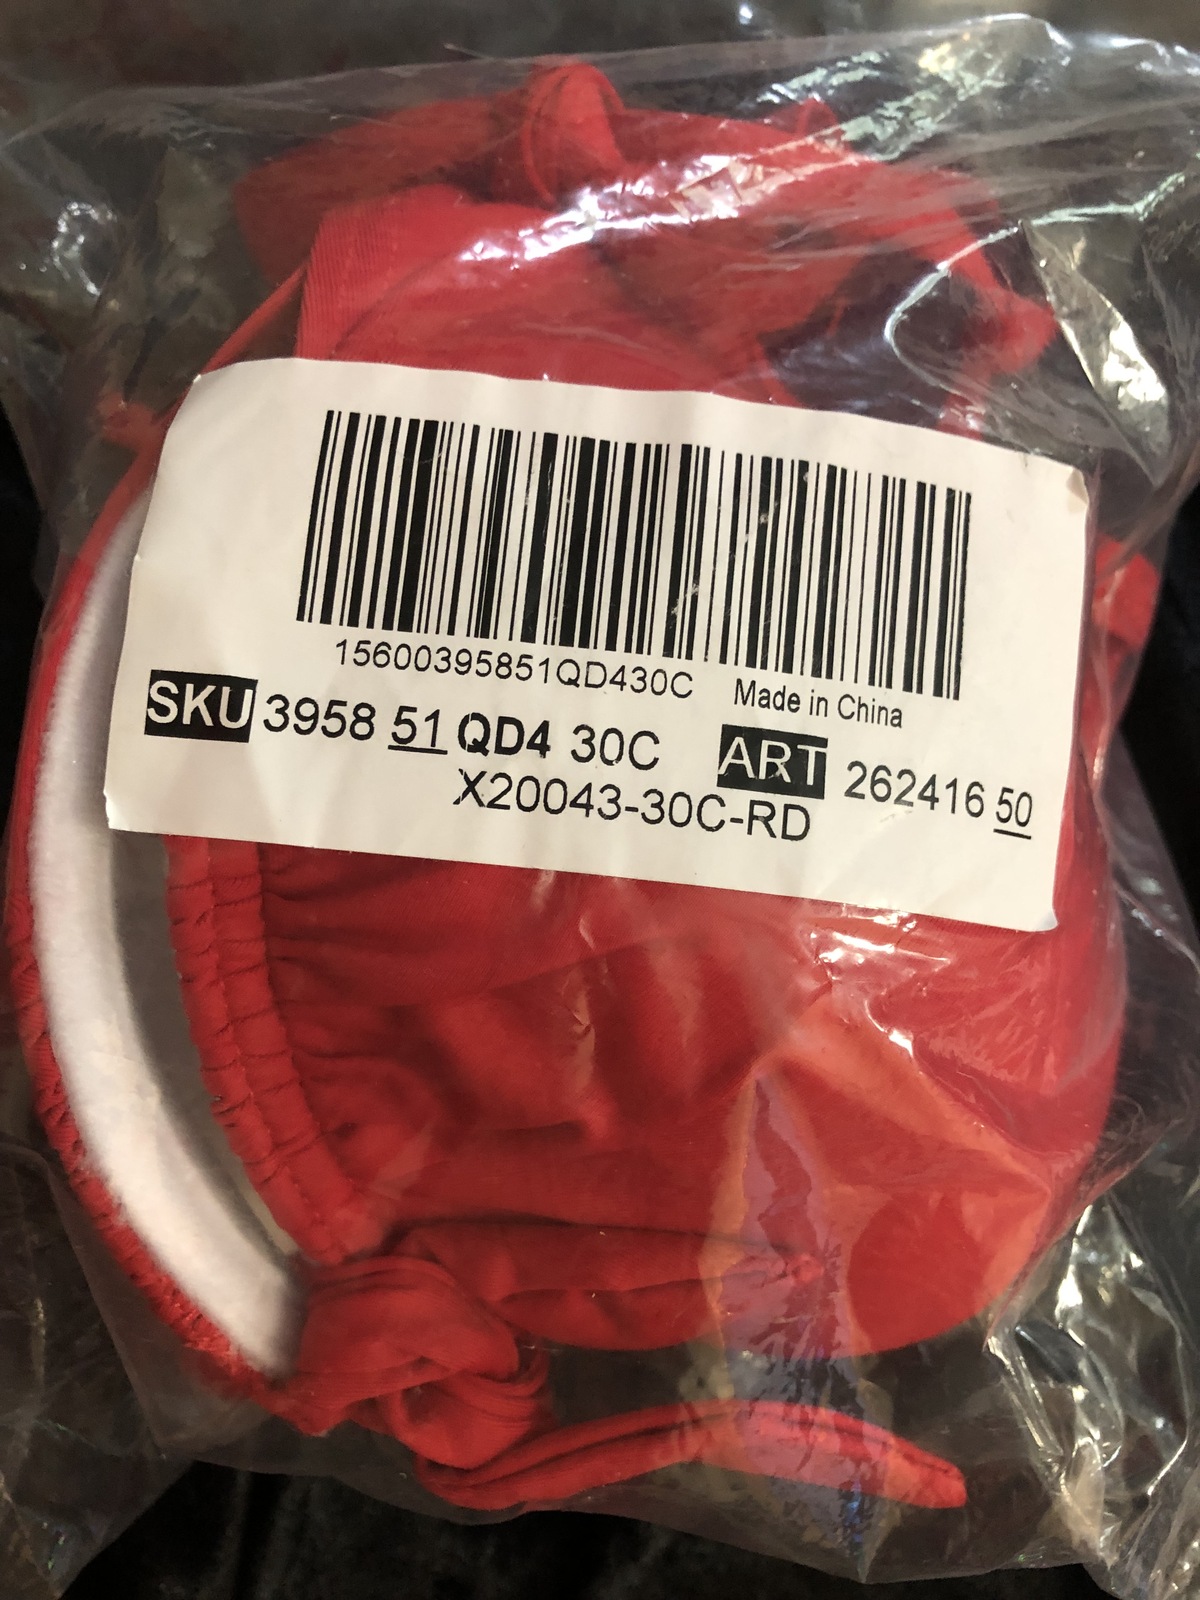 15600395851QD430C Made in China
SKU 3958 51 QD4 30C ART 262416 50
X20043-30C-RD